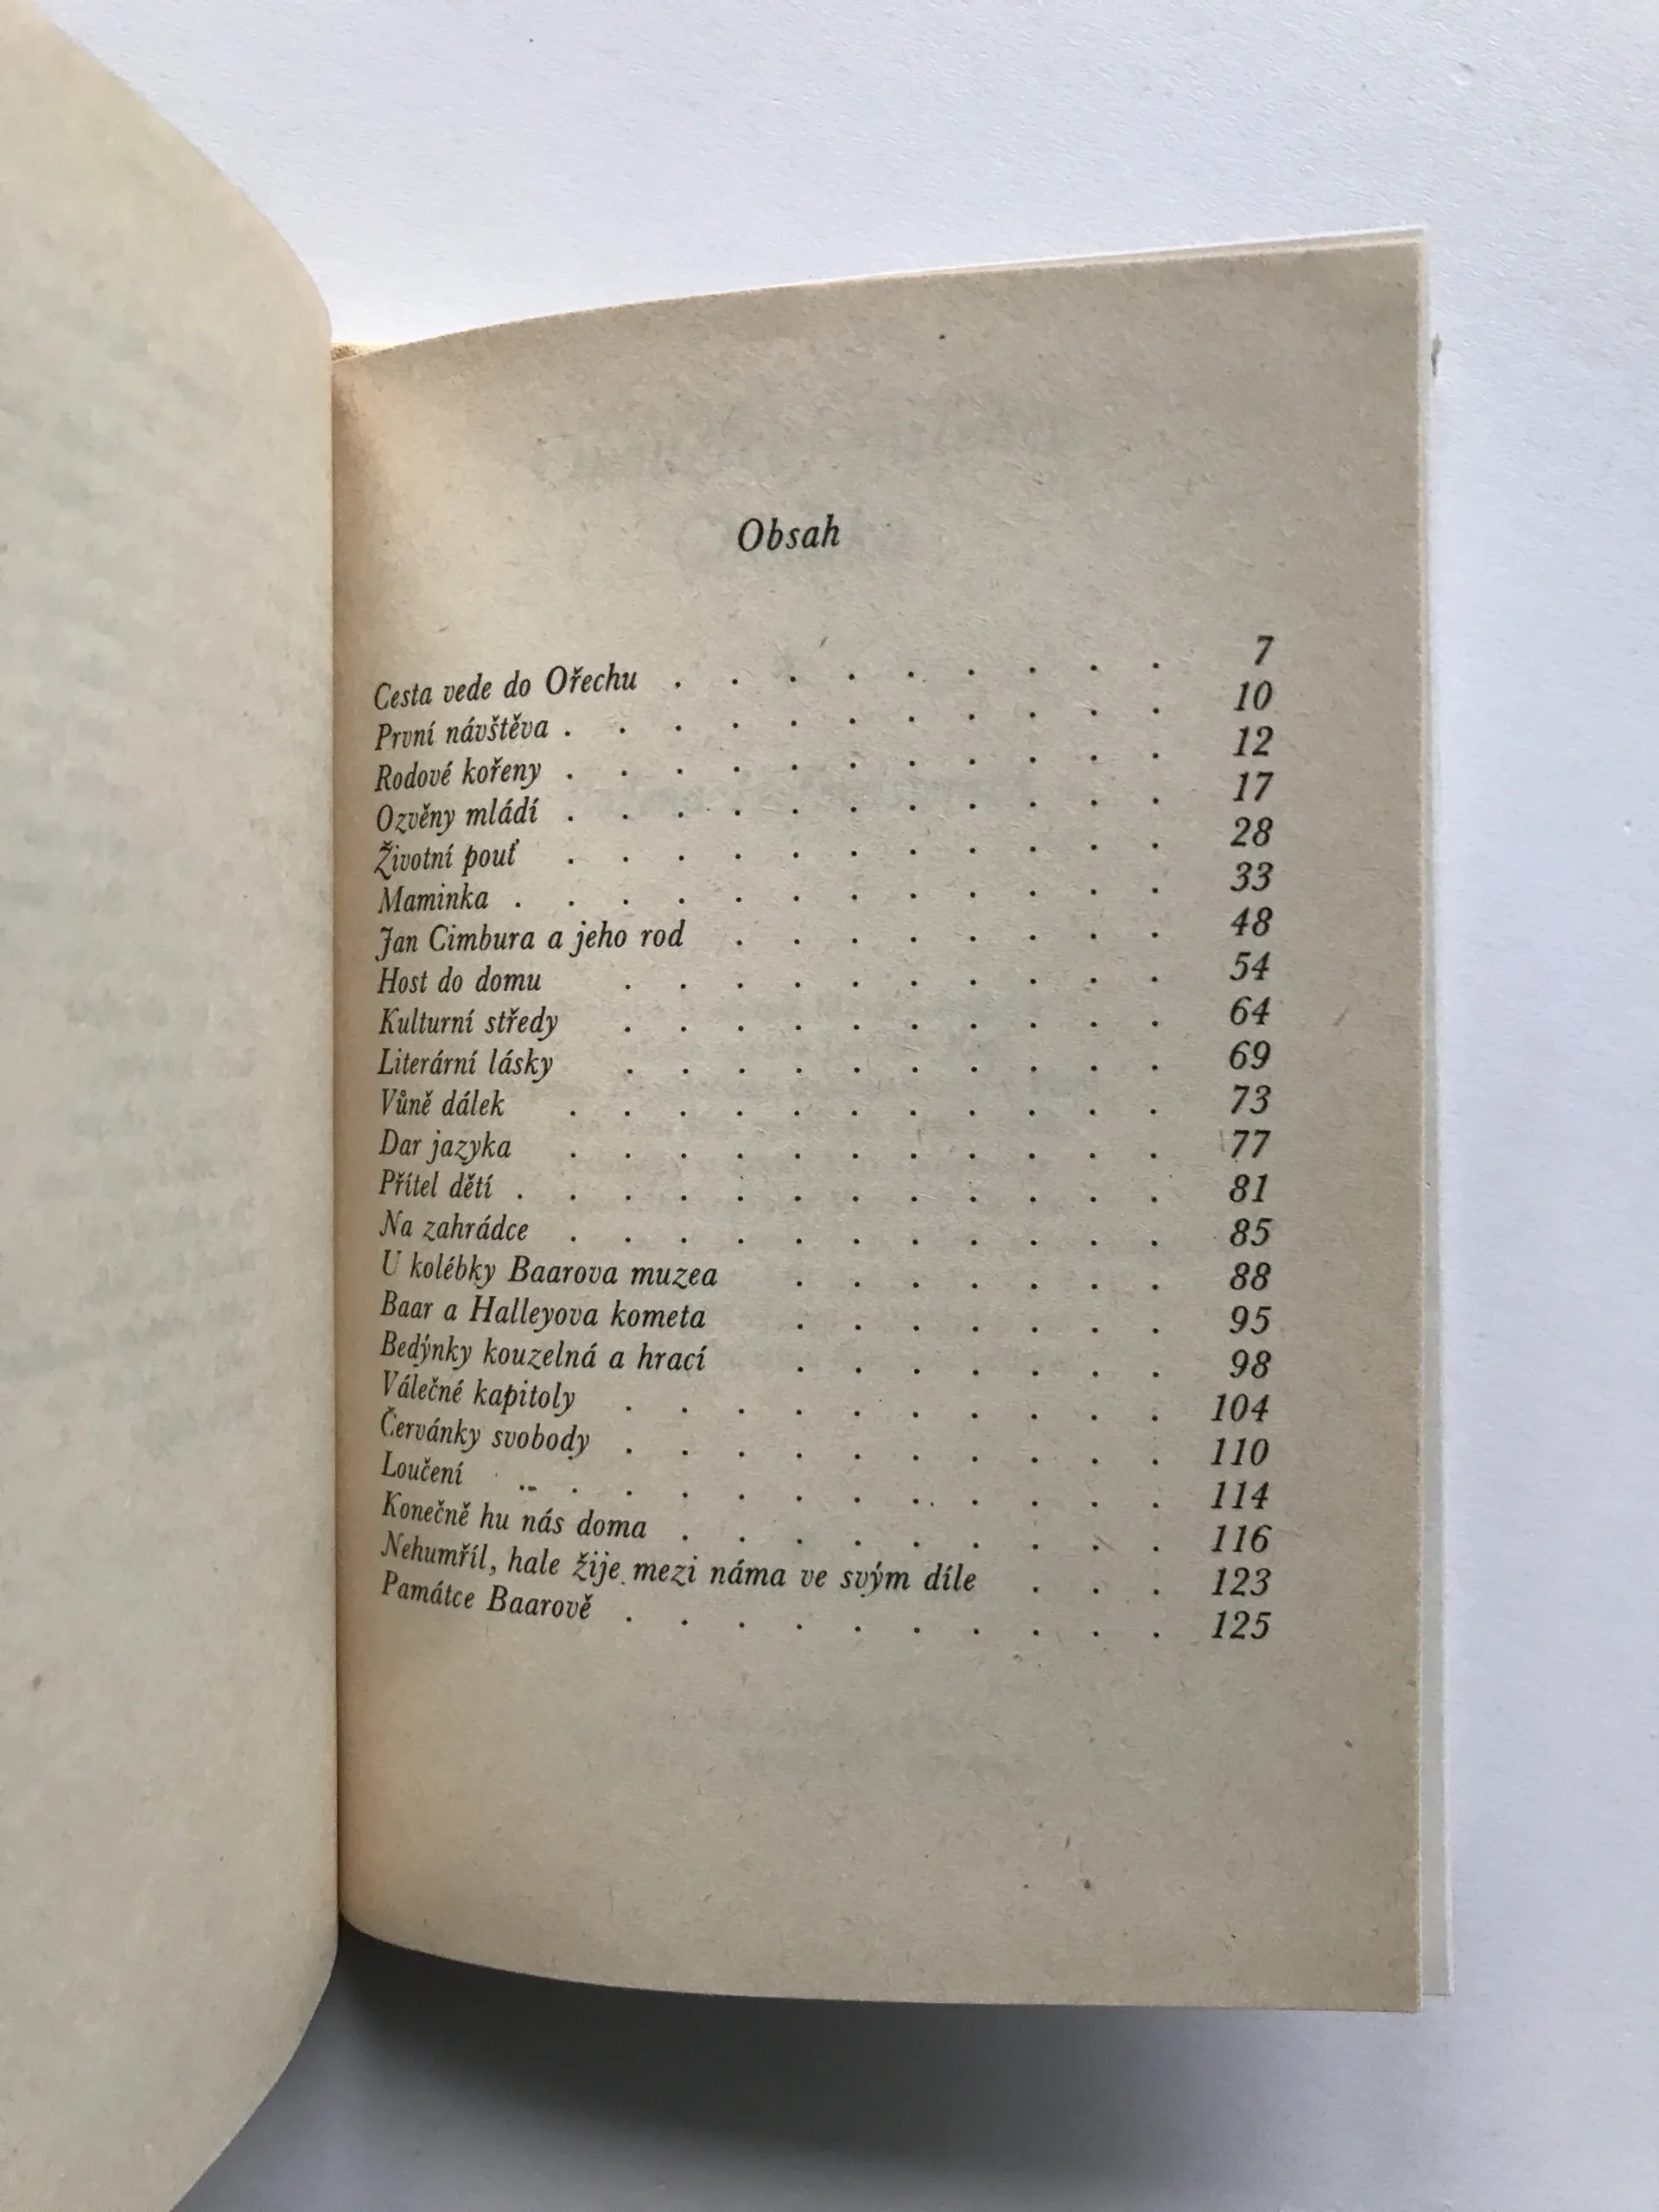 Obsah
Cesta vede do Ořechu . . . . . . . . . 7
První návštěva . . . . . . . . . . . 10
Rodové kořeny . . . . . . . . . . . 12
Ozvěny mládí . . . . . . . . . . . 17
Životní pouť . . . . . . . . . . . 28
Maminka . . . . . . . . . . . . 33
Jan Cimbura a jeho rod . . . . . . . . 48
Host do domu . . . . . . . . . . 54
Kulturní středy . . . . . . . . . . 64
Literární lásky . . . . . . . . . . 69
Vůně dálek . . . . . . . . . . . 73
Dar jazyka . . . . . . . . . . . 77
Přítel dětí . . . . . . . . . . . . 81
Na zahrádce . . . . . . . . . . . 85
U kolébky Baarova muzea . . . . . . . 88
Baar a Halleyova kometa . . . . . . . 95
Bedýnky kouzelná a hrací . . . . . . . 98
Válečné kapitoly . . . . . . . . . . 104
Červánky svobody . . . . . . . . . . 110
Loučení . . . . . . . . . . . . 114
Konečně hu nás doma . . . . . . . . . 116
Nehumříl, hale žije mezi náma ve svým díle . . . 123
Památce Baarově . . . . . . . . . . 125